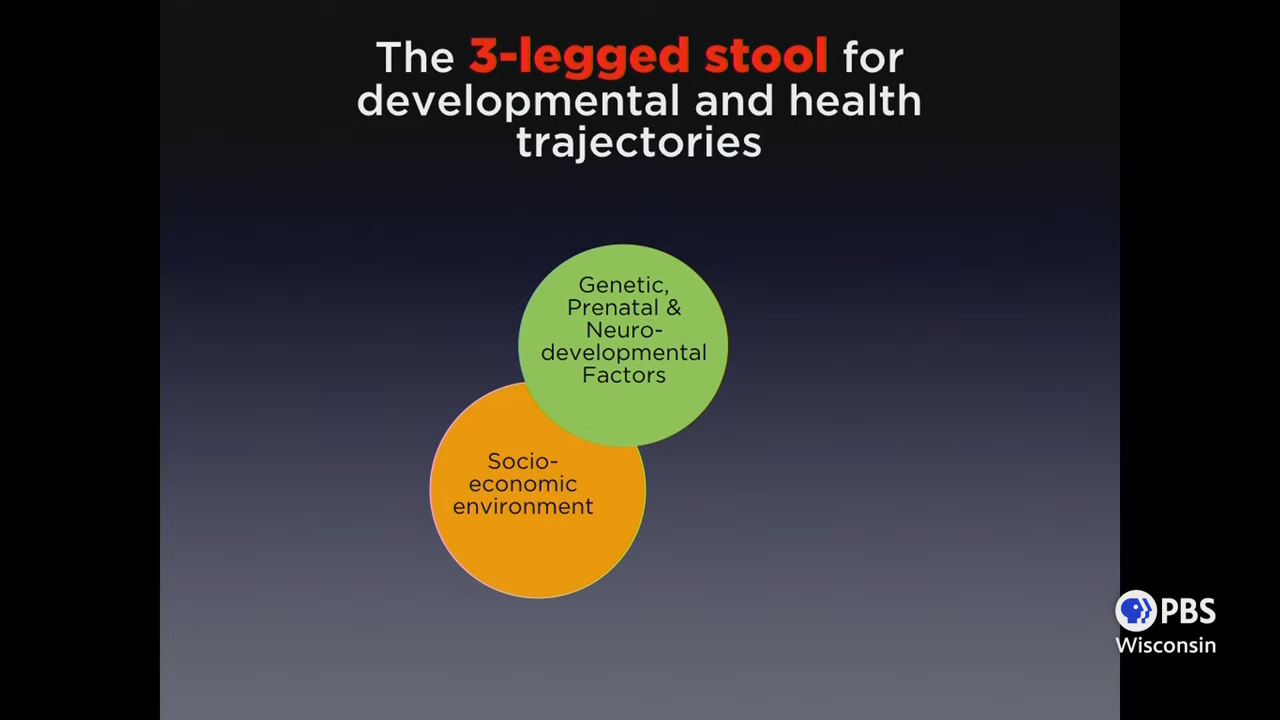 The 3-legged stool for
developmental and health
trajectories
Genetic,
Prenatal &
Neuro-
developmental
Factors
Socio-
economic
environment
PBS
Wisconsin